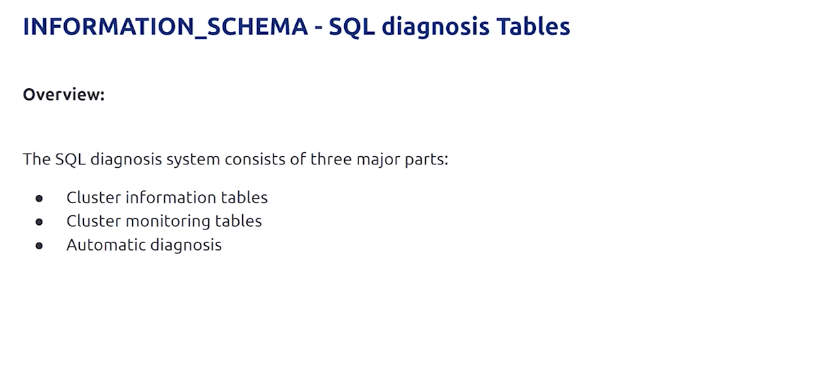 INFORMATION_SCHEMA - SQL diagnosis Tables
Overview:
The SQL diagnosis system consists of three major parts:
● Cluster information tables
● Cluster monitoring tables
● Automatic diagnosis